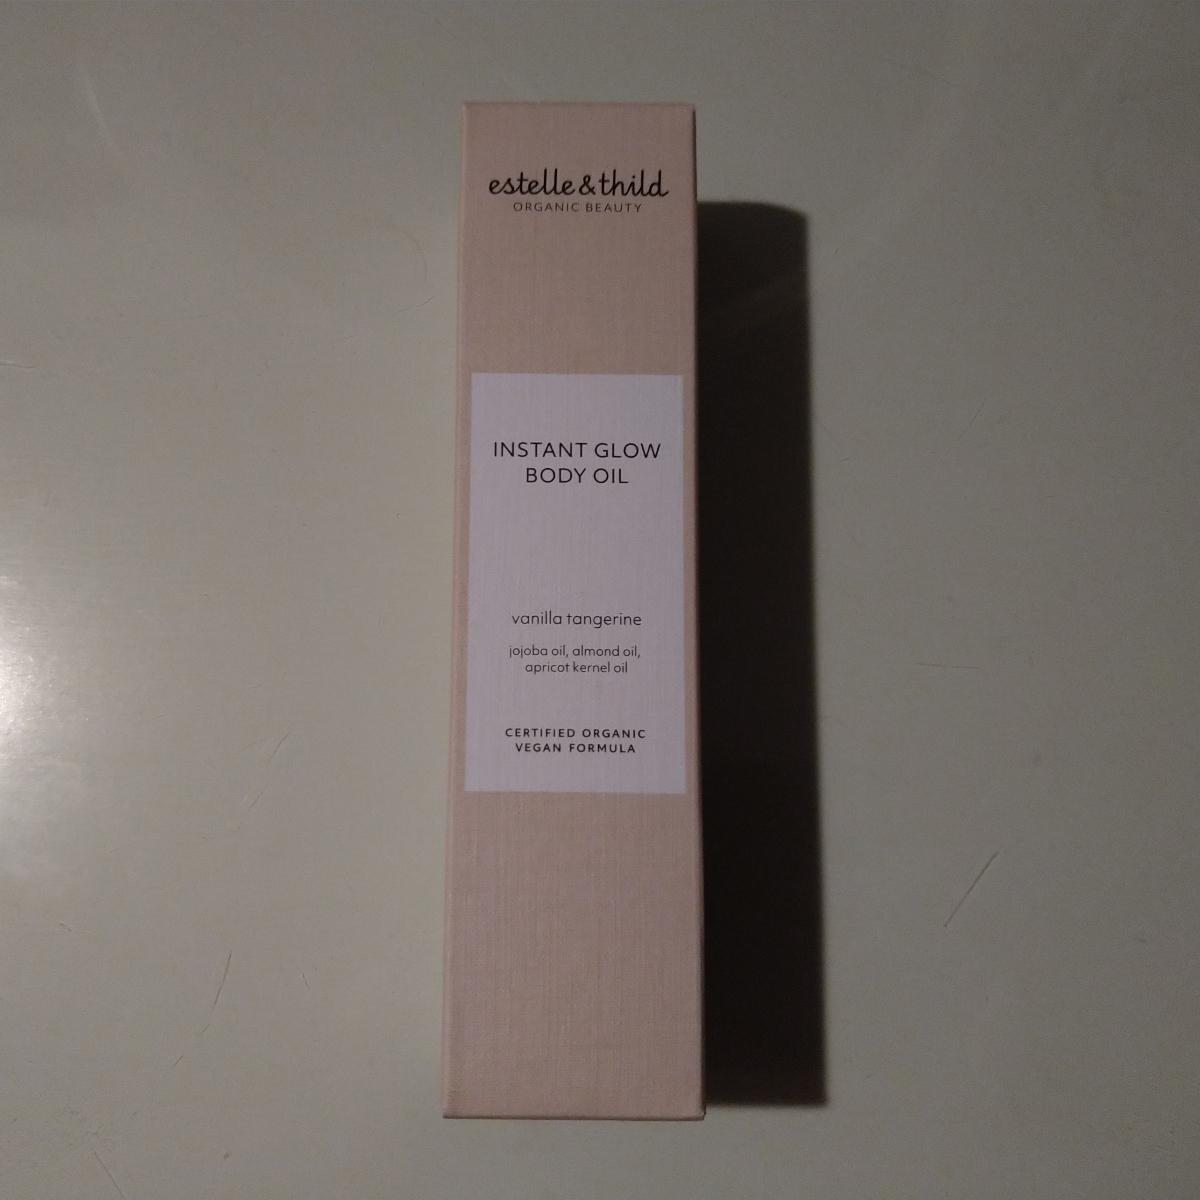 estelle & thild
ORGANIC BEAUTY
INSTANT GLOW
BODY OIL
vanilla tangerine
jojoba oil, almond oil,
apricot kernel oil
CERTIFIED ORGANIC
VEGAN FORMULA